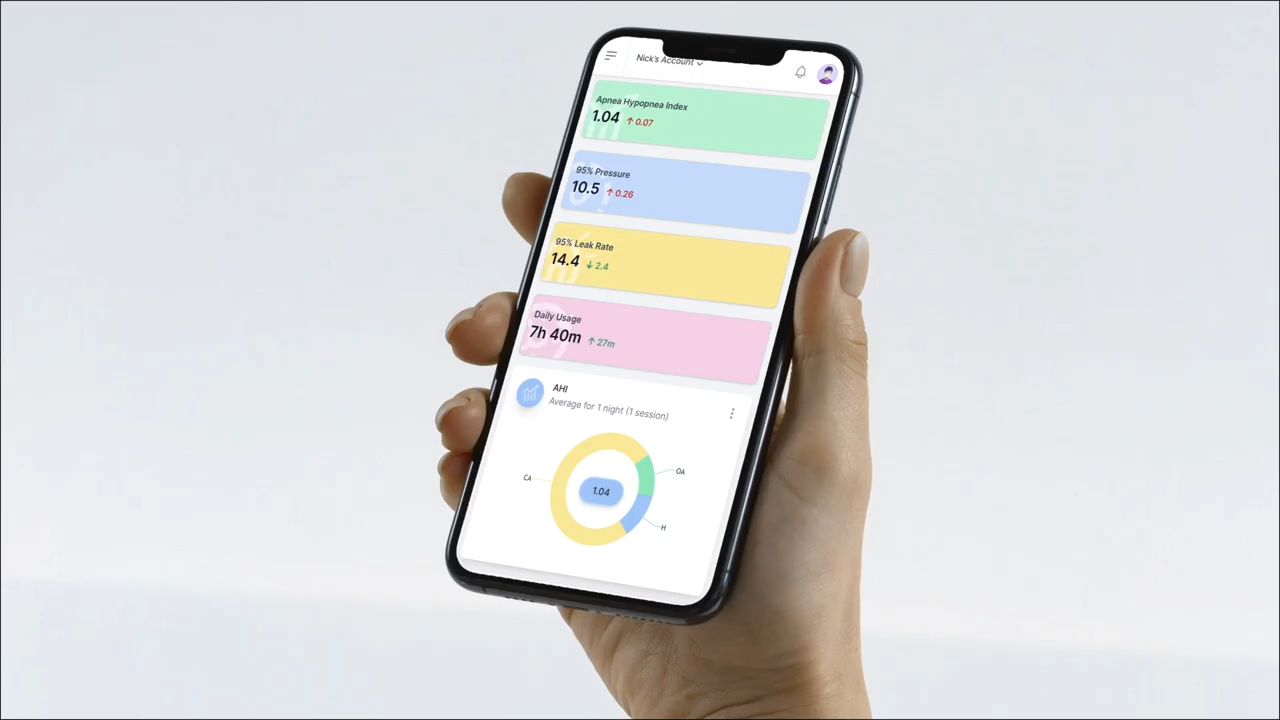 Nick's Account
Apnea Hypopnea Index
1.04 ↑ 0.07
95% Pressure
10.5 ↑ 0.26
95% Leak Rate
14.4 ↓ 2.4
Daily Usage
7h 40m ↑ 27m
AHI
Average for 1 night (1 session)
OA
CA
1.04
H